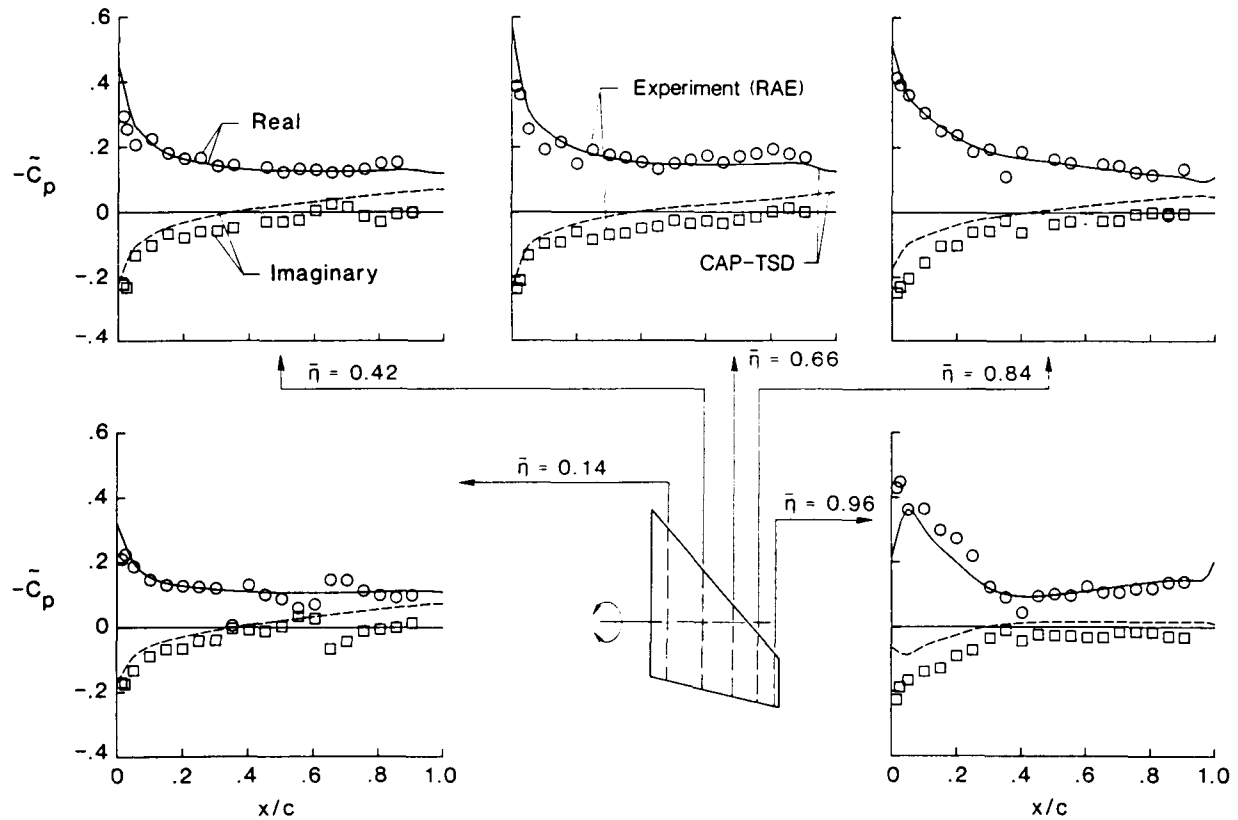 .6
.4
.2
0
-.2
-.4
-C̃p
Real
Imaginary
Experiment (RAE)
CAP-TSD
η̄ = 0.42
η̄ = 0.66
η̄ = 0.84
η̄ = 0.14
η̄ = 0.96
.6
.4
.2
0
-.2
-.4
-C̃p
0 .2 .4 .6 .8 1.0
x/c
0 .2 .4 .6 .8 1.0
x/c